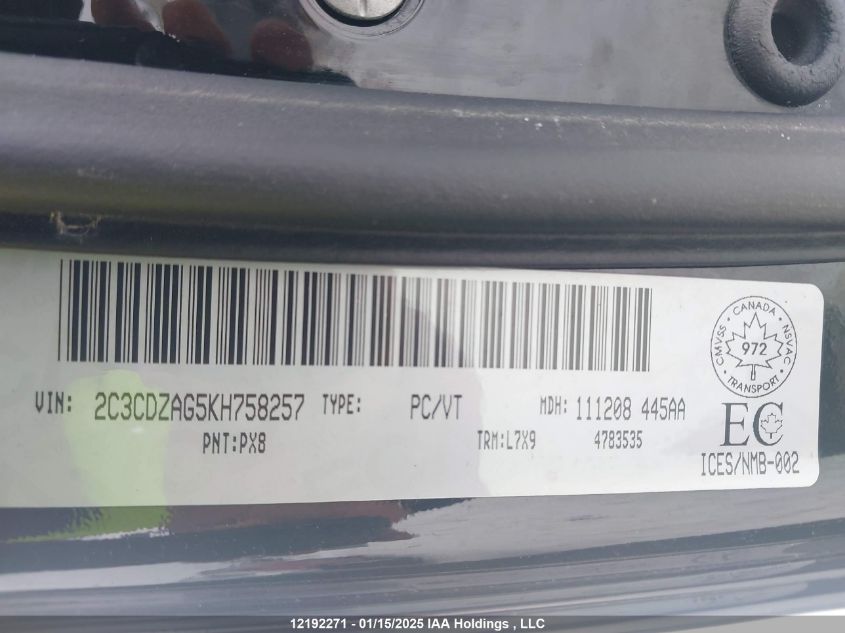 VIN: 2C3CDZAG5KH758257 TYPE: PC/VT MDH: 111208 445AA
PNT:PX8 TRM:L7X9 4783535
CANADA
CMVSS NSVAC
972
TRANSPORT
EC
ICES/NMB-002
12192271 - 01/15/2025 IAA Holdings , LLC